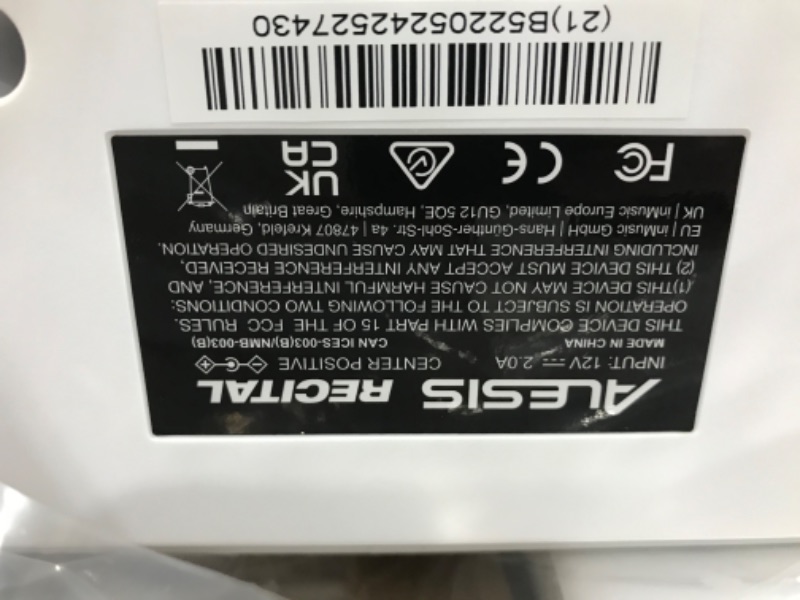 ALESIS RECITAL
INPUT: 12V ⎓ 2.0A CENTER POSITIVE
MADE IN CHINA CAN ICES-003(B)/NMB-003(B)
THIS DEVICE COMPLIES WITH PART 15 OF THE FCC RULES.
OPERATION IS SUBJECT TO THE FOLLOWING TWO CONDITIONS:
(1)THIS DEVICE MAY NOT CAUSE HARMFUL INTERFERENCE, AND,
(2) THIS DEVICE MUST ACCEPT ANY INTERFERENCE RECEIVED,
INCLUDING INTERFERENCE THAT MAY CAUSE UNDESIRED OPERATION.
EU | inMusic GmbH | Hans-Günther-Sohl-Str. 4a | 47807 Krefeld, Germany
UK | inMusic Europe Limited, GU12 5QE, Hampshire, Great Britain
FC CE UK CA
(21)B52205242527430